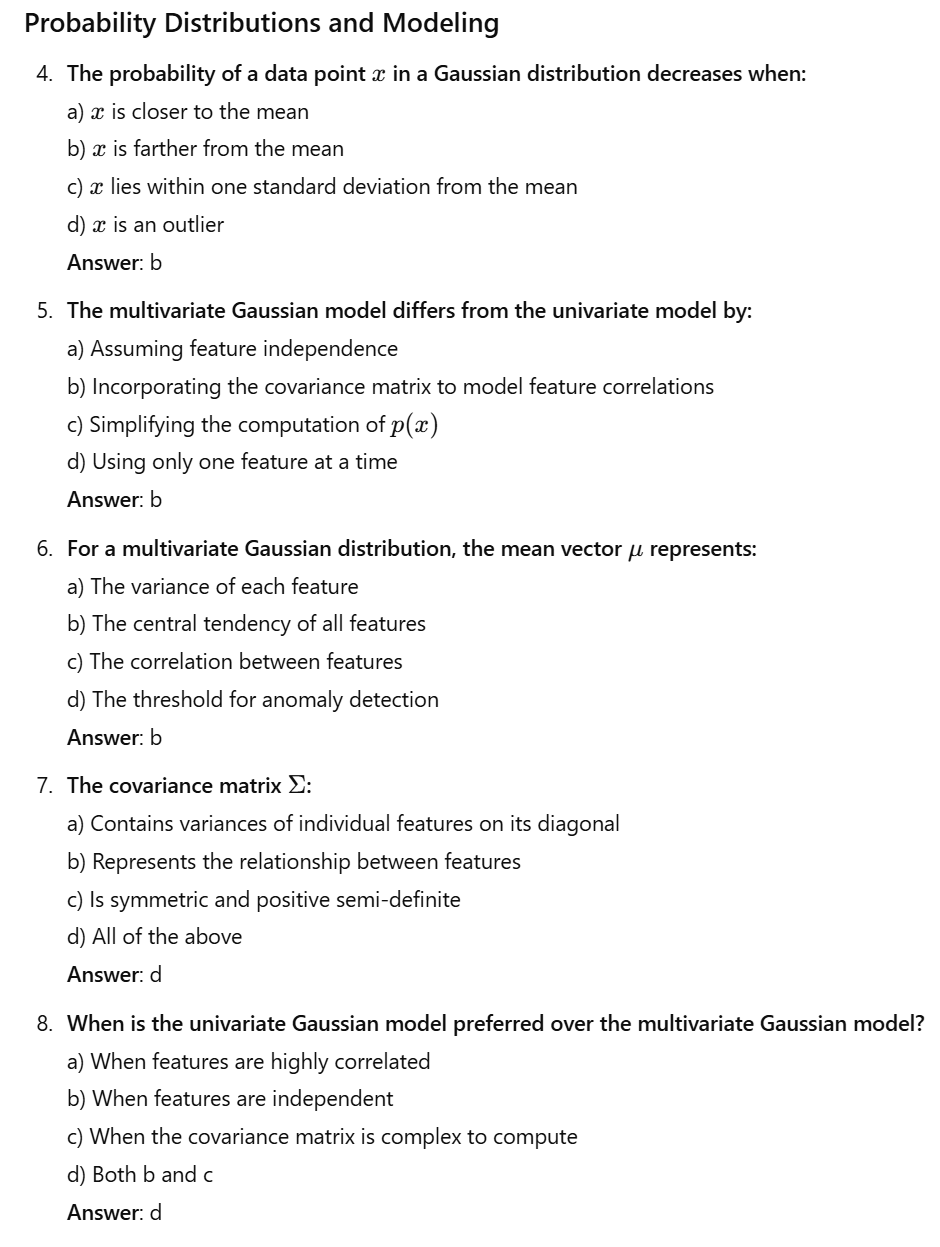 Probability Distributions and Modeling
4. The probability of a data point x in a Gaussian distribution decreases when:
a) x is closer to the mean
b) x is farther from the mean
c) x lies within one standard deviation from the mean
d) x is an outlier
Answer: b
5. The multivariate Gaussian model differs from the univariate model by:
a) Assuming feature independence
b) Incorporating the covariance matrix to model feature correlations
c) Simplifying the computation of p(x)
d) Using only one feature at a time
Answer: b
6. For a multivariate Gaussian distribution, the mean vector μ represents:
a) The variance of each feature
b) The central tendency of all features
c) The correlation between features
d) The threshold for anomaly detection
Answer: b
7. The covariance matrix Σ:
a) Contains variances of individual features on its diagonal
b) Represents the relationship between features
c) Is symmetric and positive semi-definite
d) All of the above
Answer: d
8. When is the univariate Gaussian model preferred over the multivariate Gaussian model?
a) When features are highly correlated
b) When features are independent
c) When the covariance matrix is complex to compute
d) Both b and c
Answer: d